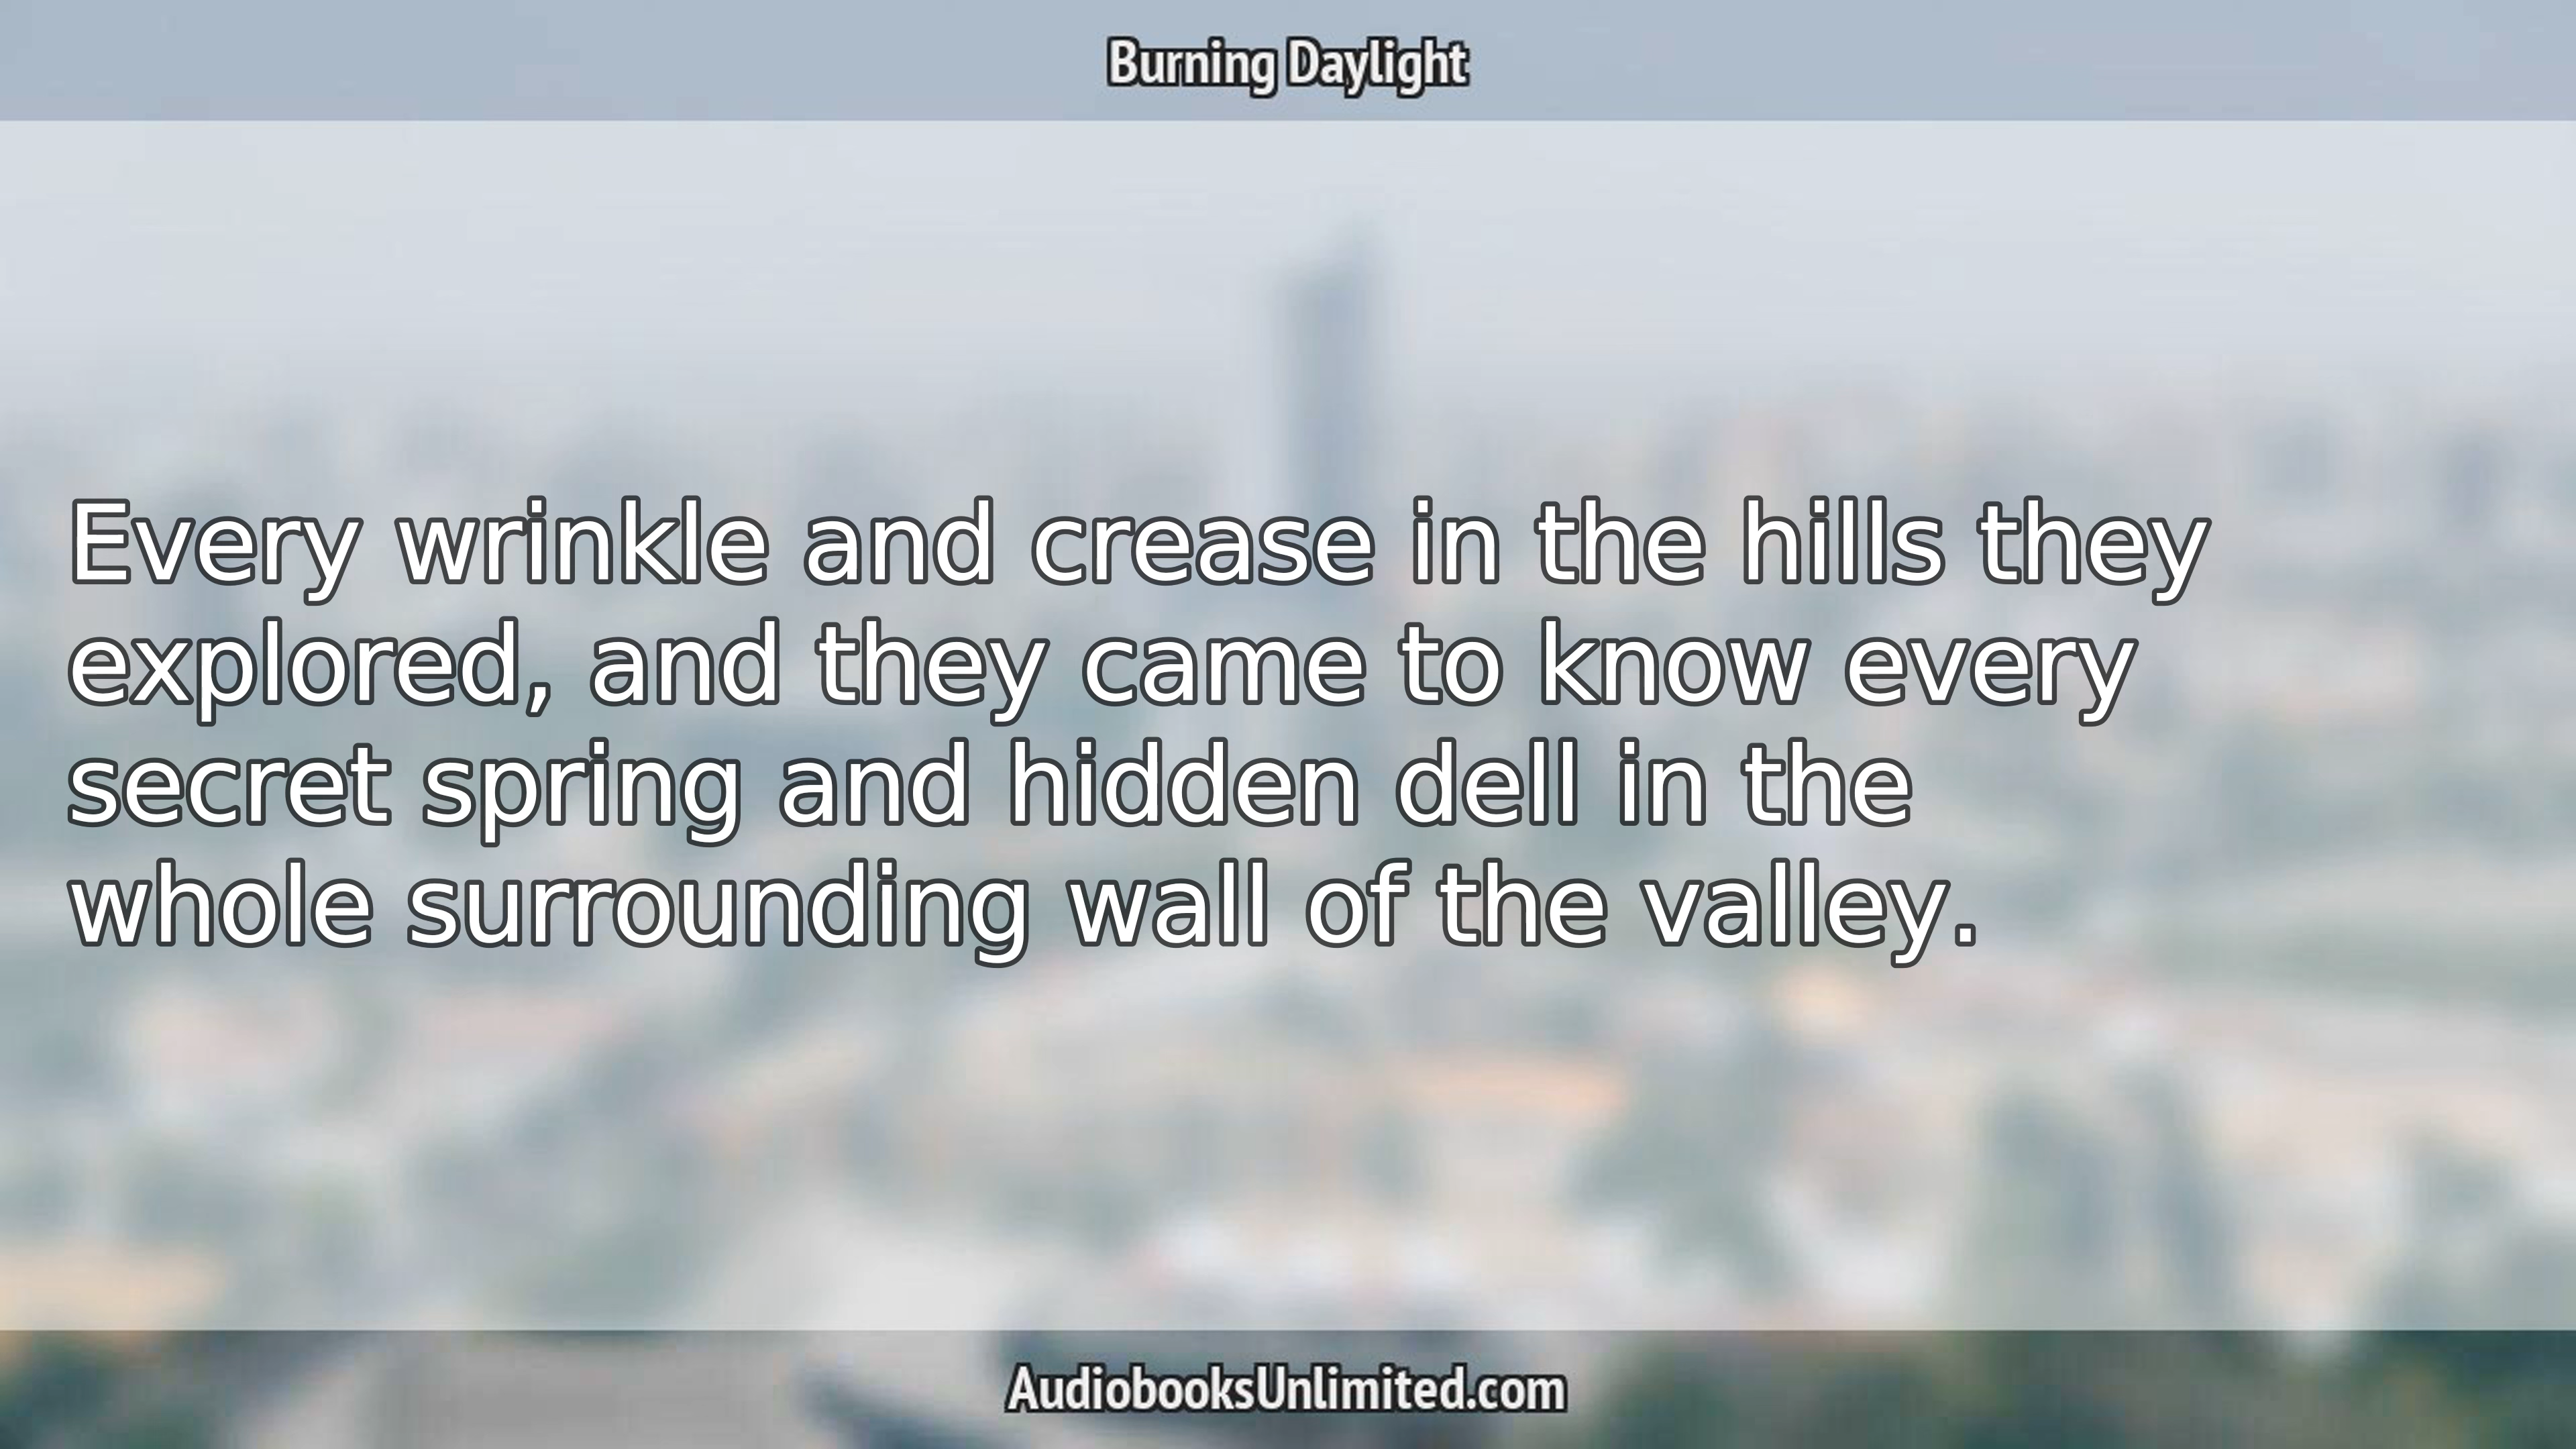 Burning Daylight
Every wrinkle and crease in the hills they
explored, and they came to know every
secret spring and hidden dell in the
whole surrounding wall of the valley.
AudiobooksUnlimited.com